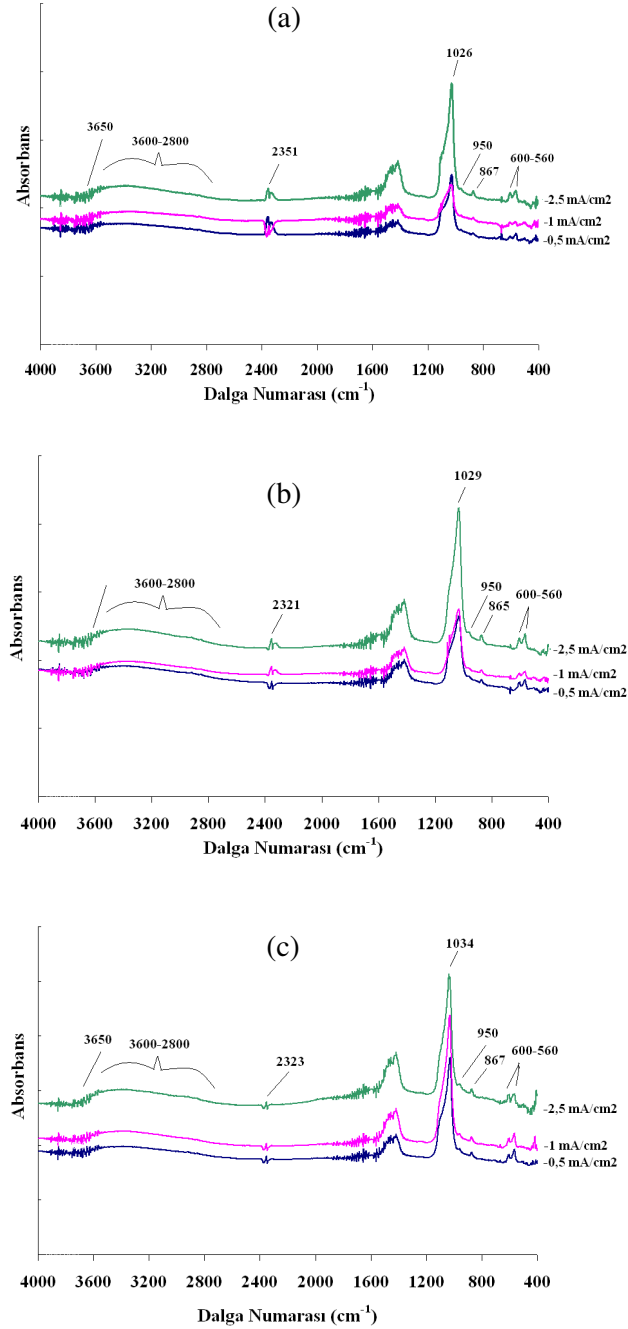 (a)
1026
3650
3600-2800
2351
950
867
600-560
Absorbans
-2.5 mA/cm2
-1 mA/cm2
-0,5 mA/cm2
4000 3600 3200 2800 2400 2000 1600 1200 800 400
Dalga Numarası (cm-1)
(b)
1029
3600-2800
2321
950
865
600-560
Absorbans
-2,5 mA/cm2
-1 mA/cm2
-0,5 mA/cm2
4000 3600 3200 2800 2400 2000 1600 1200 800 400
Dalga Numarası (cm-1)
(c)
1034
3650
3600-2800
2323
950
867
600-560
Absorbans
-2,5 mA/cm2
-1 mA/cm2
-0,5 mA/cm2
4000 3600 3200 2800 2400 2000 1600 1200 800 400
Dalga Numarası (cm-1)